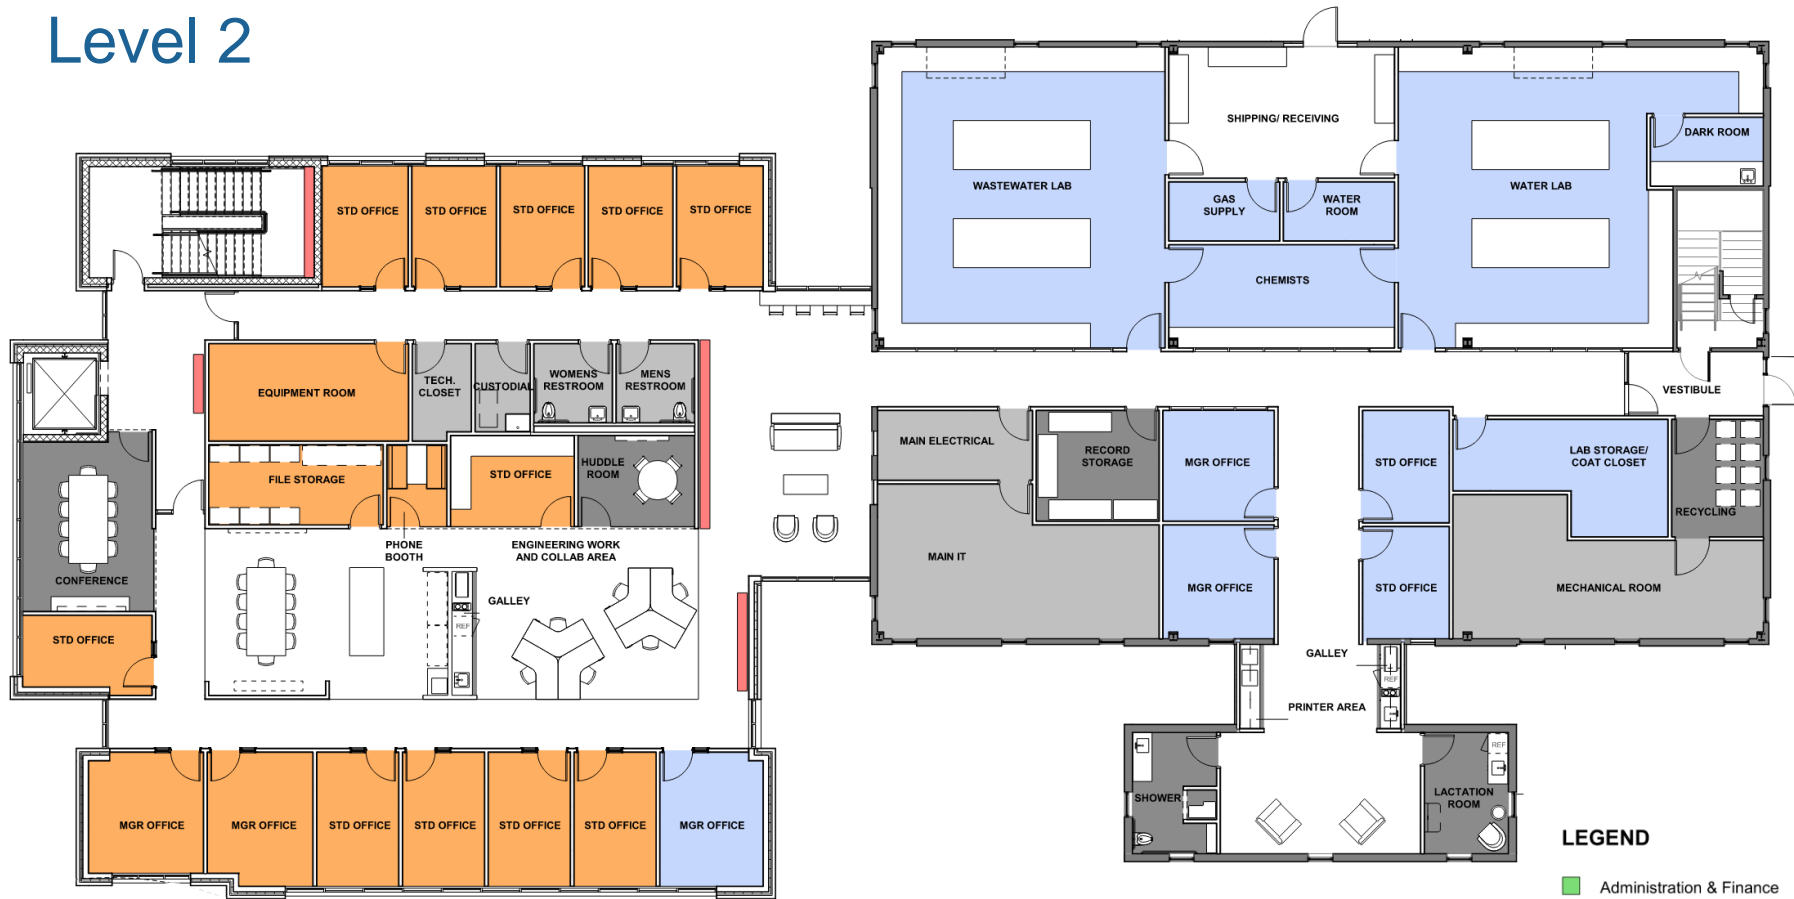 Level 2
SHIPPING/ RECEIVING
DARK ROOM
WASTEWATER LAB
WATER LAB
GAS
SUPPLY
WATER
ROOM
STD OFFICE
STD OFFICE
STD OFFICE
STD OFFICE
STD OFFICE
CHEMISTS
EQUIPMENT ROOM
TECH.
CLOSET
CUSTODIAL
WOMENS
RESTROOM
MENS
RESTROOM
VESTIBULE
MAIN ELECTRICAL
RECORD
STORAGE
MGR OFFICE
STD OFFICE
LAB STORAGE/
COAT CLOSET
FILE STORAGE
STD OFFICE
HUDDLE
ROOM
RECYCLING
PHONE
BOOTH
ENGINEERING WORK
AND COLLAB AREA
MAIN IT
CONFERENCE
MGR OFFICE
STD OFFICE
MECHANICAL ROOM
GALLEY
REF
STD OFFICE
GALLEY
REF
PRINTER AREA
REF
SHOWER
LACTATION
ROOM
MGR OFFICE
MGR OFFICE
STD OFFICE
STD OFFICE
STD OFFICE
STD OFFICE
MGR OFFICE
LEGEND
Administration & Finance